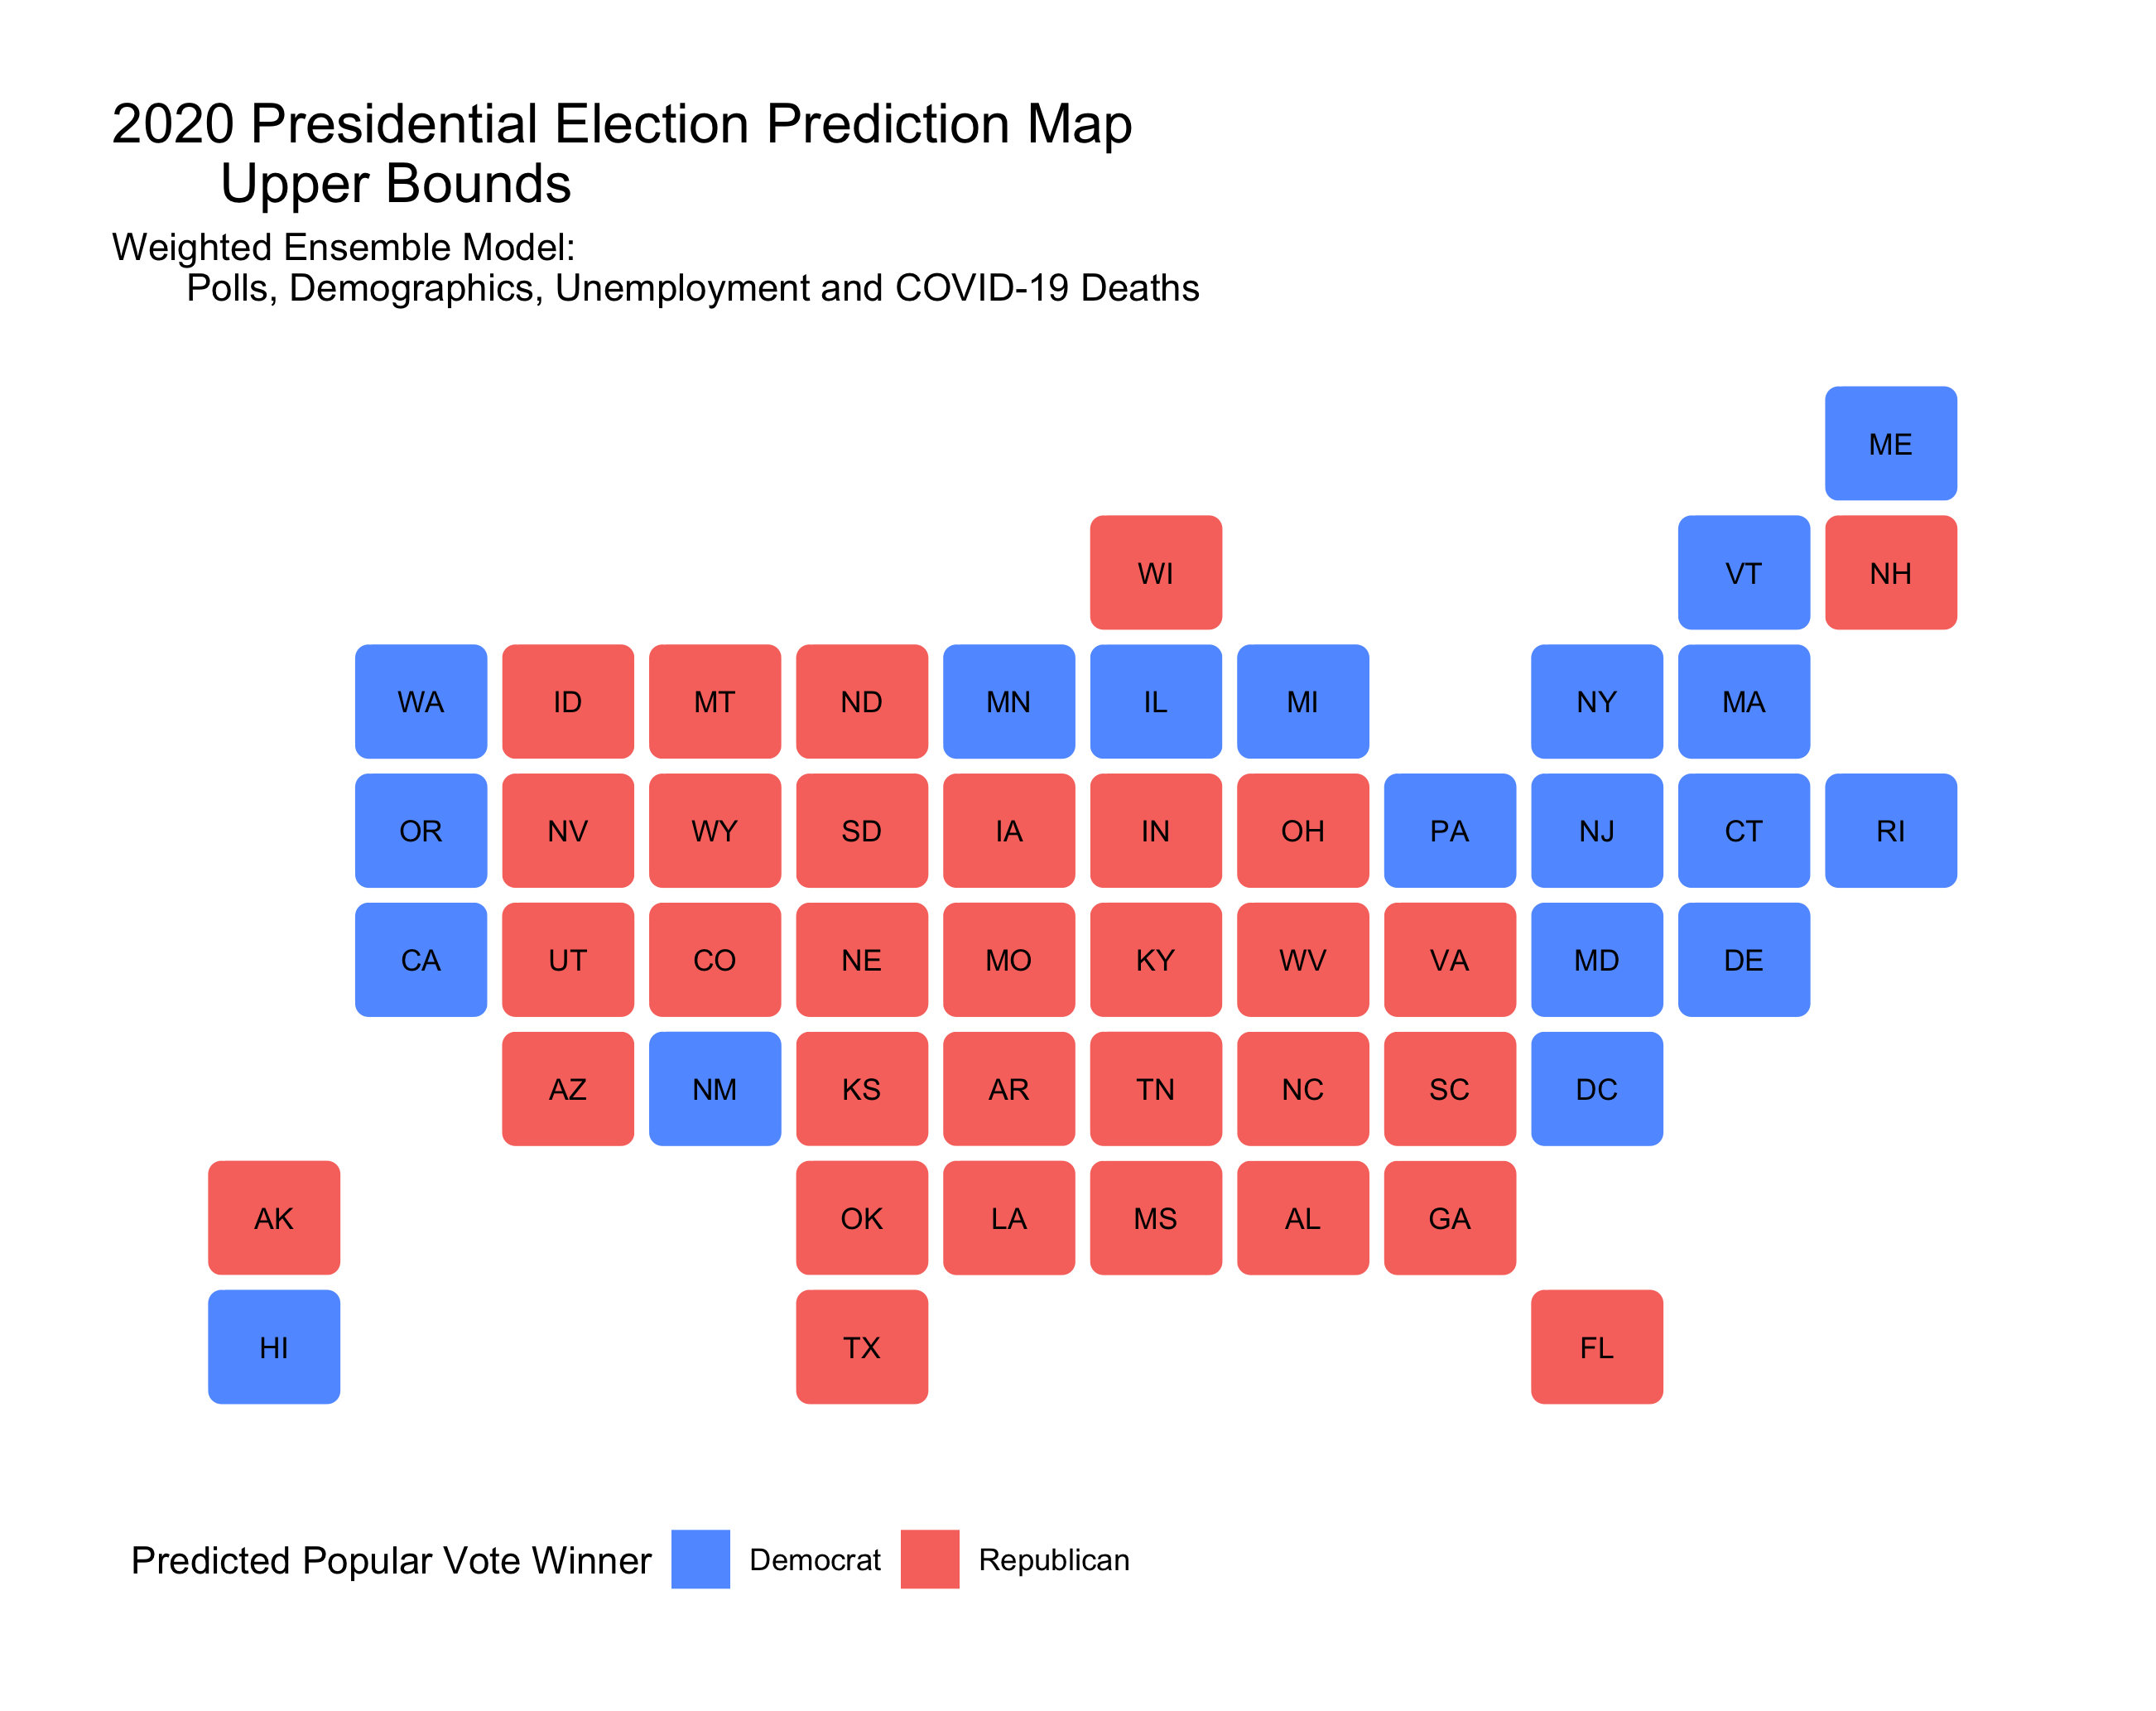 2020 Presidential Election Prediction Map
Upper Bounds
Weighted Ensemble Model:
Polls, Demographics, Unemployment and COVID-19 Deaths
ME
WI VT NH
WA ID MT ND MN IL MI NY MA
OR NV WY SD IA IN OH PA NJ CT RI
CA UT CO NE MO KY WV VA MD DE
AZ NM KS AR TN NC SC DC
AK OK LA MS AL GA
HI TX FL
Predicted Popular Vote Winner Democrat Republican